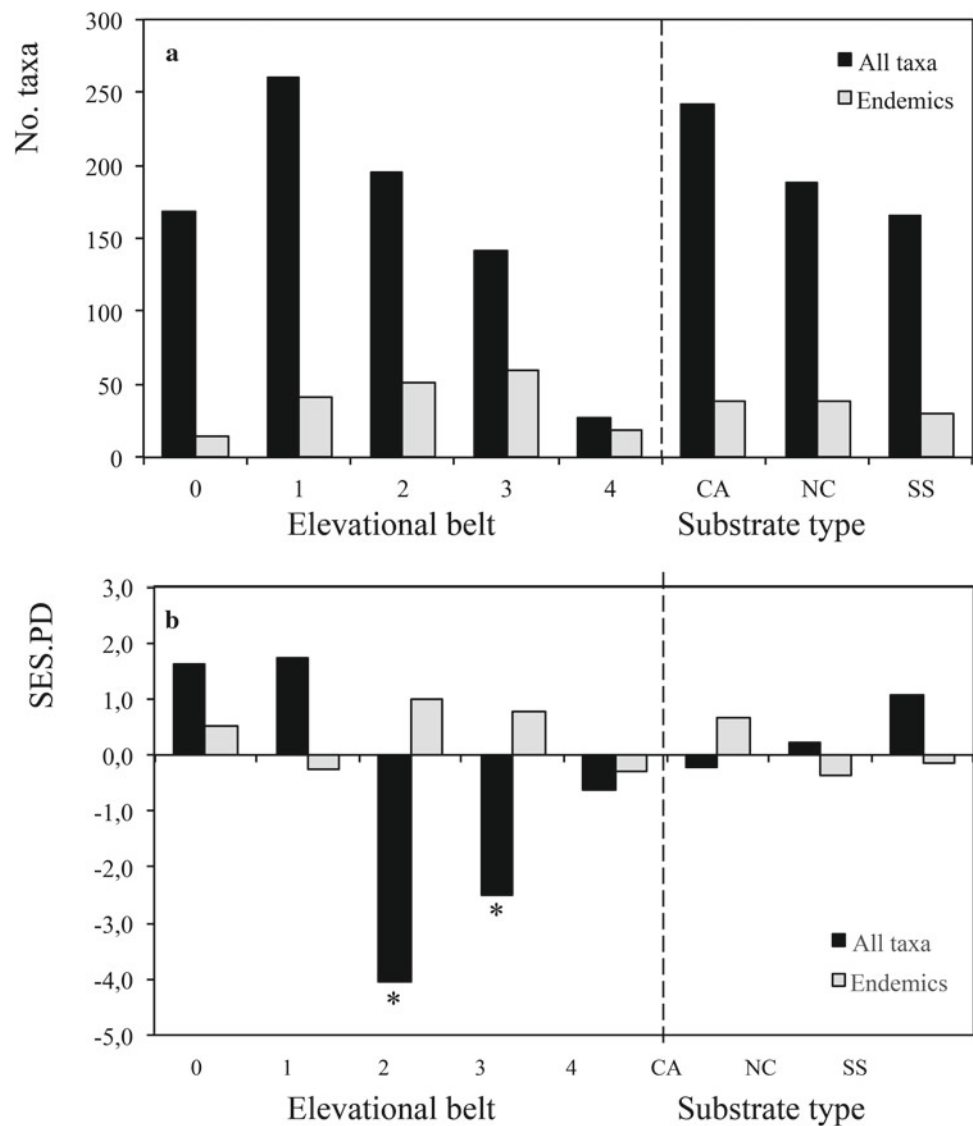 300
a
All taxa
Endemics
250
200
150
100
50
0
No. taxa
0 1 2 3 4 CA NC SS
Elevational belt Substrate type
3,0
b
2,0
1,0
0,0
-1,0
-2,0
-3,0
-4,0
-5,0
SES.PD
*
*
All taxa
Endemics
0 1 2 3 4 CA NC SS
Elevational belt Substrate type